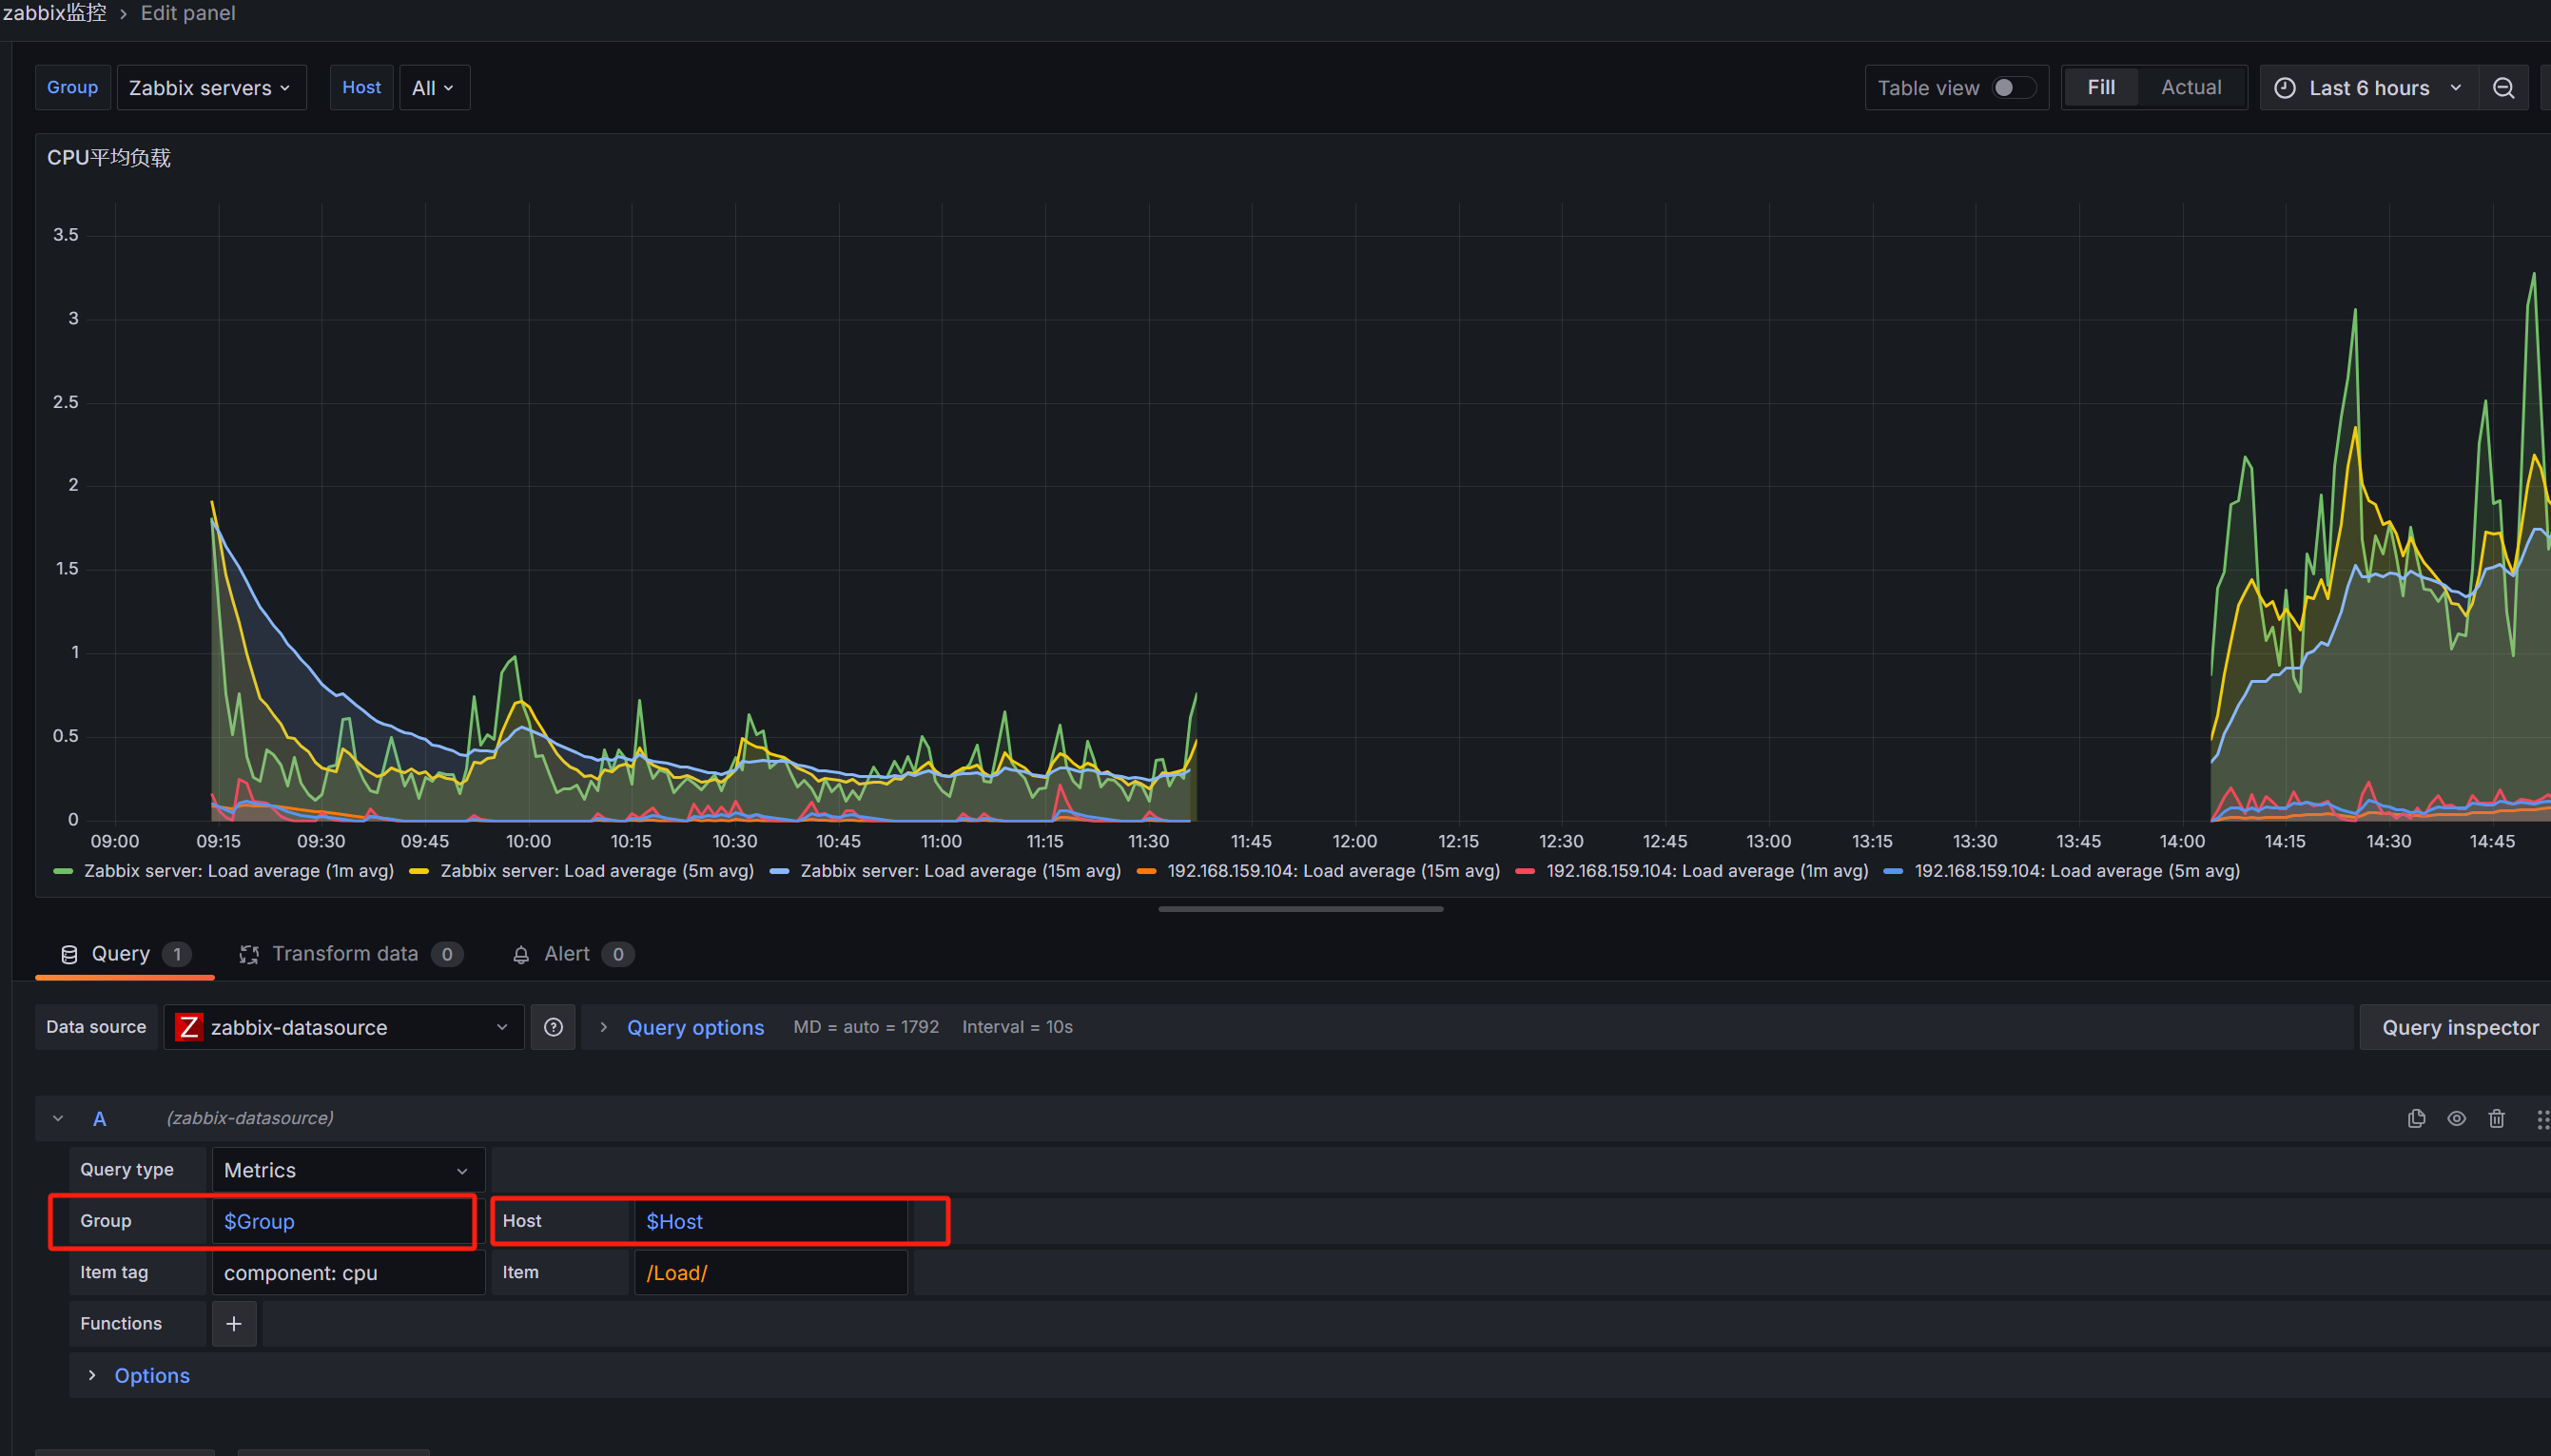 zabbix监控 › Edit panel
Group Zabbix servers Host All Table view Fill Actual Last 6 hours
CPU平均负载
3.5
3
2.5
2
1.5
1
0.5
0
09:00 09:15 09:30 09:45 10:00 10:15 10:30 10:45 11:00 11:15 11:30 11:45 12:00 12:15 12:30 12:45 13:00 13:15 13:30 13:45 14:00 14:15 14:30 14:45
Zabbix server: Load average (1m avg) Zabbix server: Load average (5m avg) Zabbix server: Load average (15m avg) 192.168.159.104: Load average (15m avg) 192.168.159.104: Load average (1m avg) 192.168.159.104: Load average (5m avg)
Query 1 Transform data 0 Alert 0
Data source Z zabbix-datasource Query options MD = auto = 1792 Interval = 10s Query inspector
A (zabbix-datasource)
Query type Metrics
Group $Group Host $Host
Item tag component: cpu Item /Load/
Functions +
Options